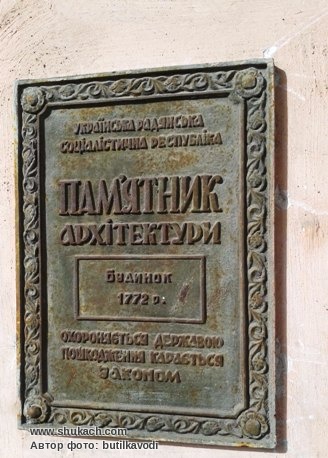 УКРАЇНСЬКА РАДЯНСЬКА
СОЦІАЛІСТИЧНА РЕСПУБЛІКА
ПАМ'ЯТНИК
АРХІТЕКТУРИ
БУДИНОК
1772 р.
ОХОРОНЯЄТЬСЯ ДЕРЖАВОЮ
ПОШКОДЖЕННЯ КАРАЄТЬСЯ
ЗАКОНОМ
www.shukach.com
Автор фото: butilkavodi